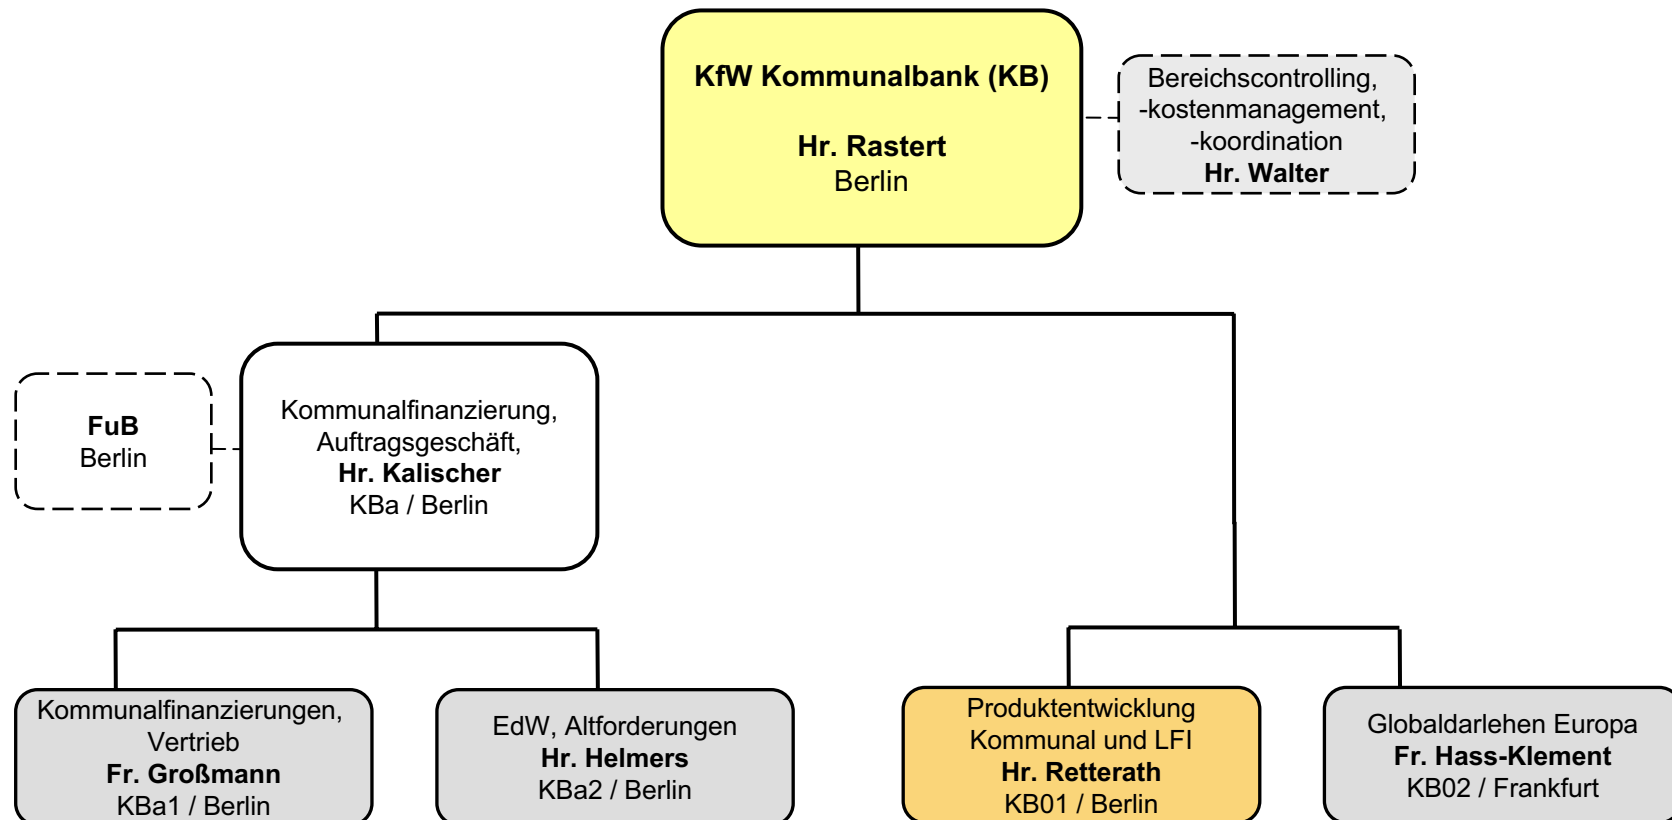 KfW Kommunalbank (KB)
Hr. Rastert
Berlin
Bereichscontrolling,
-kostenmanagement,
-koordination
Hr. Walter
FuB
Berlin
Kommunalfinanzierung,
Auftragsgeschäft,
Hr. Kalischer
KBa / Berlin
Kommunalfinanzierungen,
Vertrieb
Fr. Großmann
KBa1 / Berlin
EdW, Altforderungen
Hr. Helmers
KBa2 / Berlin
Produktentwicklung
Kommunal und LFI
Hr. Retterath
KB01 / Berlin
Globaldarlehen Europa
Fr. Hass-Klement
KB02 / Frankfurt